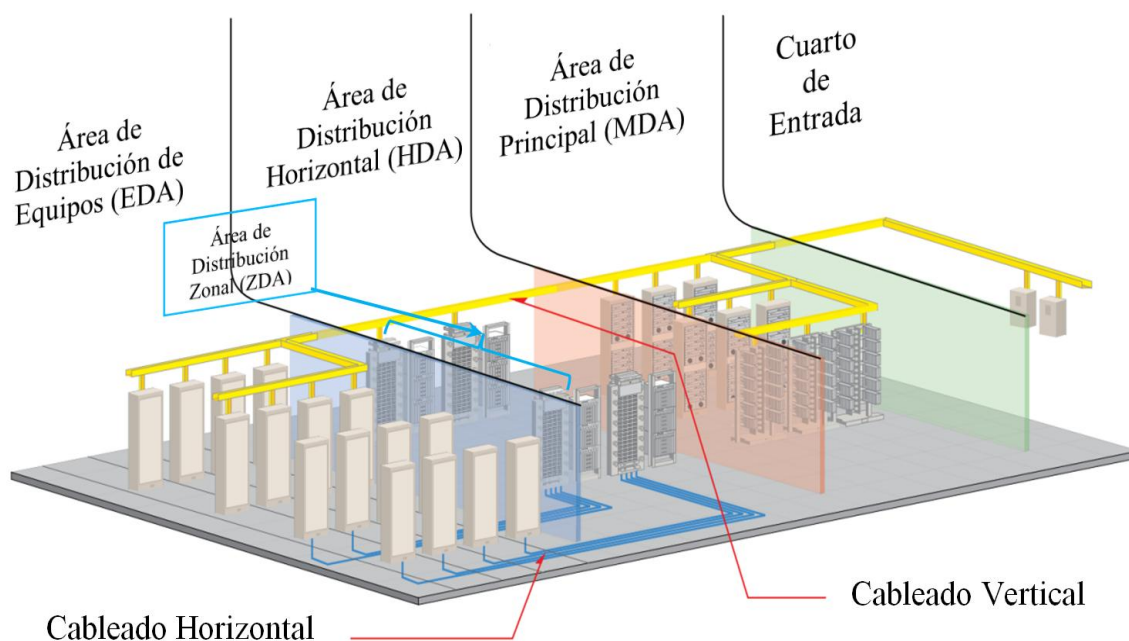 Área de
Distribución de
Equipos (EDA)
Área de
Distribución
Horizontal (HDA)
Área de
Distribución
Principal (MDA)
Cuarto
de
Entrada
Área de
Distribución
Zonal (ZDA)
Cableado Vertical
Cableado Horizontal